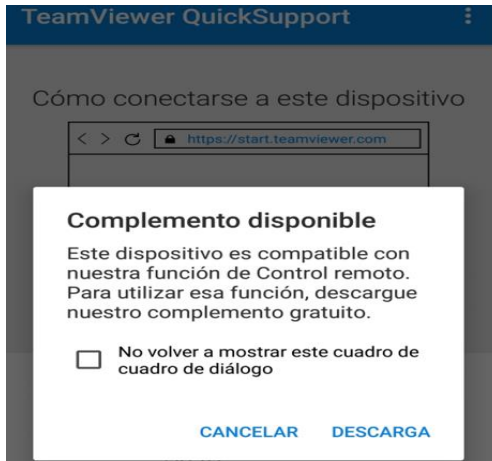 TeamViewer QuickSupport
Cómo conectarse a este dispositivo
https://start.teamviewer.com
Complemento disponible
Este dispositivo es compatible con
nuestra función de Control remoto.
Para utilizar esa función, descargue
nuestro complemento gratuito.
No volver a mostrar este cuadro de
cuadro de diálogo
CANCELAR DESCARGA